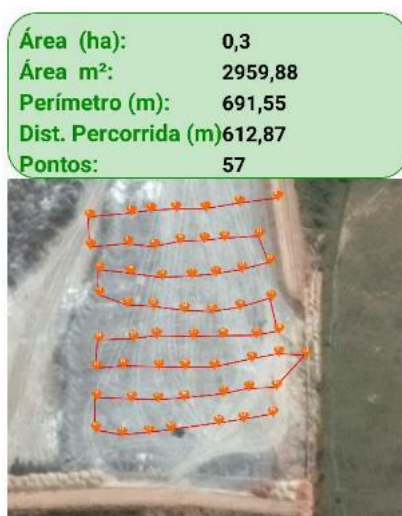 Área (ha): 0,3
Área m²: 2959,88
Perímetro (m): 691,55
Dist. Percorrida (m) 612,87
Pontos: 57